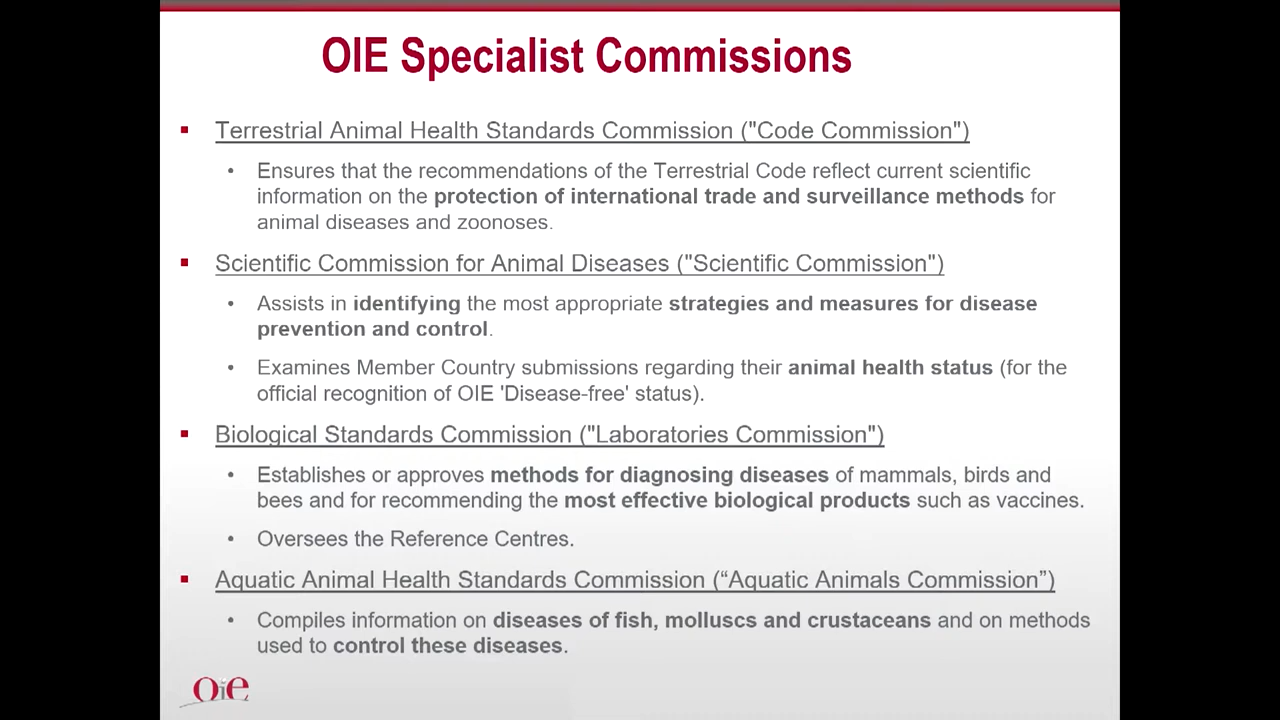 OIE Specialist Commissions
Terrestrial Animal Health Standards Commission ("Code Commission")
Ensures that the recommendations of the Terrestrial Code reflect current scientific
information on the protection of international trade and surveillance methods for
animal diseases and zoonoses.
Scientific Commission for Animal Diseases ("Scientific Commission")
Assists in identifying the most appropriate strategies and measures for disease
prevention and control.
Examines Member Country submissions regarding their animal health status (for the
official recognition of OIE 'Disease-free' status).
Biological Standards Commission ("Laboratories Commission")
Establishes or approves methods for diagnosing diseases of mammals, birds and
bees and for recommending the most effective biological products such as vaccines.
Oversees the Reference Centres.
Aquatic Animal Health Standards Commission (“Aquatic Animals Commission”)
Compiles information on diseases of fish, molluscs and crustaceans and on methods
used to control these diseases.
OiE